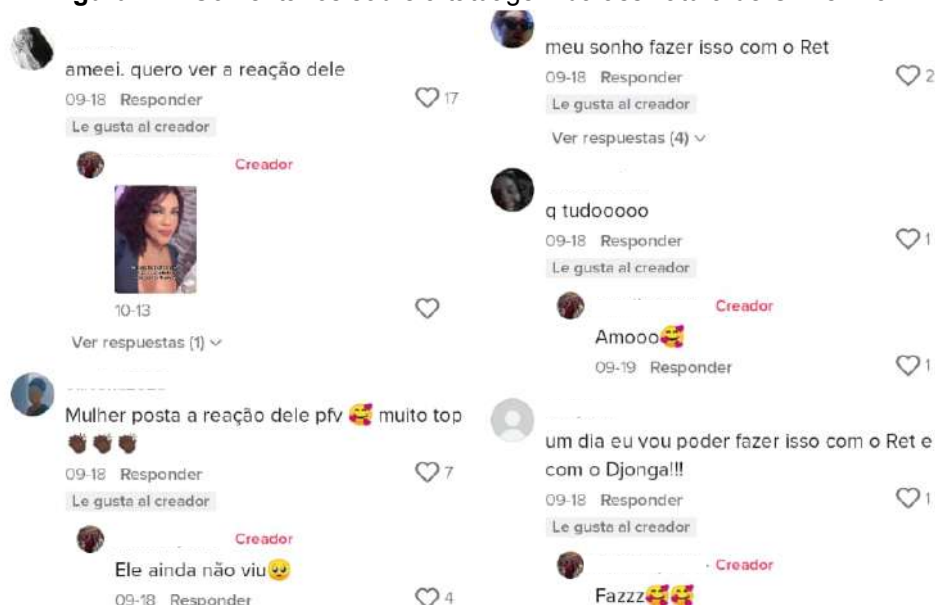 ameei. quero ver a reação dele
09-18 Responder
17
Le gusta al creador
Creador
10-13
Ver respuestas (1)
Mulher posta a reação dele pfv 🥰 muito top
👏🏿👏🏿👏🏿
09-18 Responder
7
Le gusta al creador
Creador
Ele ainda não viu🥺
09-18 Responder
4
meu sonho fazer isso com o Ret
09-18 Responder
2
Le gusta al creador
Ver respuestas (4)
q tudooooo
09-18 Responder
1
Le gusta al creador
Creador
Amooo🥰
09-19 Responder
1
um dia eu vou poder fazer isso com o Ret e
com o Djonga!!!
09-18 Responder
1
Le gusta al creador
· Creador
Fazzz🥰🥰